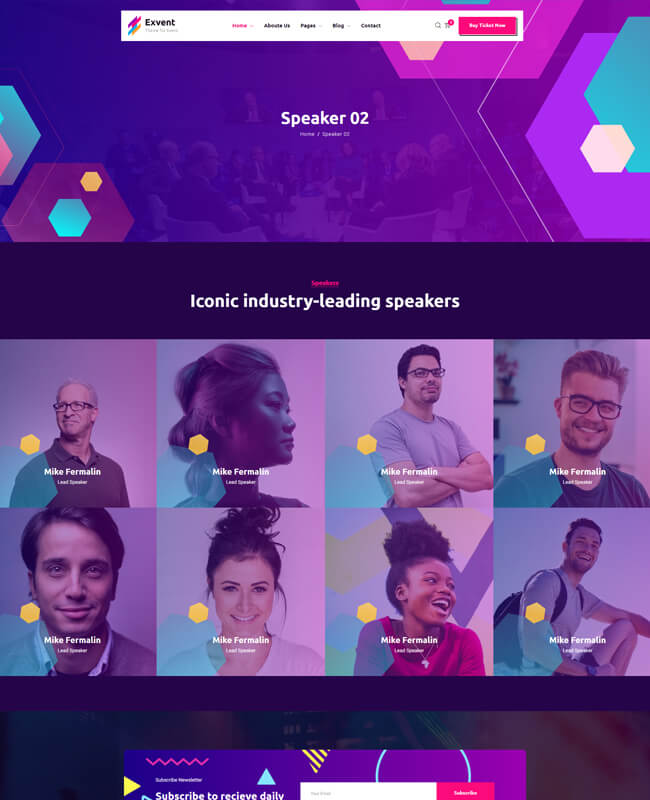 Exvent
Theme For Event
Home
Aboute Us
Pages
Blog
Contact
Buy Ticket Now
Speaker 02
Home / Speaker 02
Speakers
Iconic industry-leading speakers
Mike Fermalin
Lead Speaker
Mike Fermalin
Lead Speaker
Mike Fermalin
Lead Speaker
Mike Fermalin
Lead Speaker
Mike Fermalin
Lead Speaker
Mike Fermalin
Lead Speaker
Mike Fermalin
Lead Speaker
Mike Fermalin
Lead Speaker
Subscribe Newsletter
Subscribe to recieve daily
Your Email
Subscribe